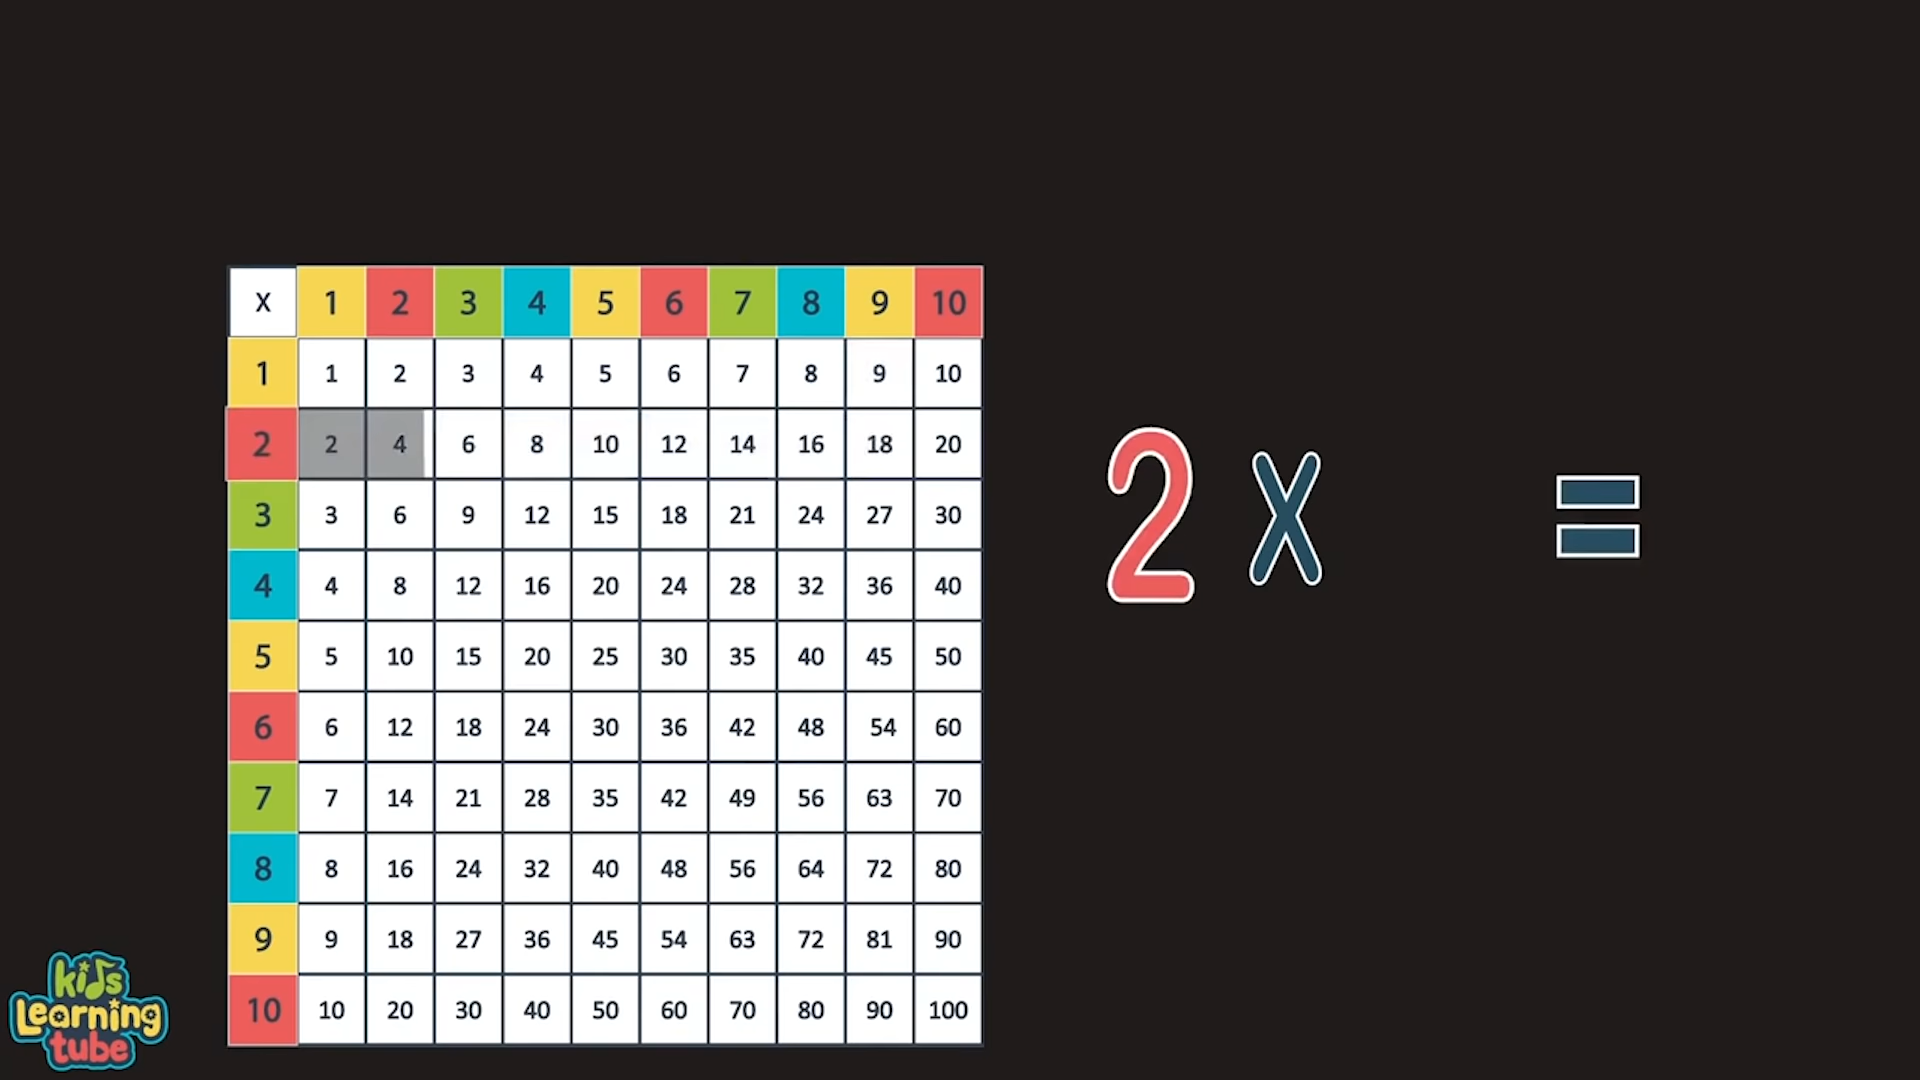 X 1 2 3 4 5 6 7 8 9 10
1 1 2 3 4 5 6 7 8 9 10
2 2 4 6 8 10 12 14 16 18 20
3 3 6 9 12 15 18 21 24 27 30
4 4 8 12 16 20 24 28 32 36 40
5 5 10 15 20 25 30 35 40 45 50
6 6 12 18 24 30 36 42 48 54 60
7 7 14 21 28 35 42 49 56 63 70
8 8 16 24 32 40 48 56 64 72 80
9 9 18 27 36 45 54 63 72 81 90
10 10 20 30 40 50 60 70 80 90 100
2 X =
kids
Learning
tube